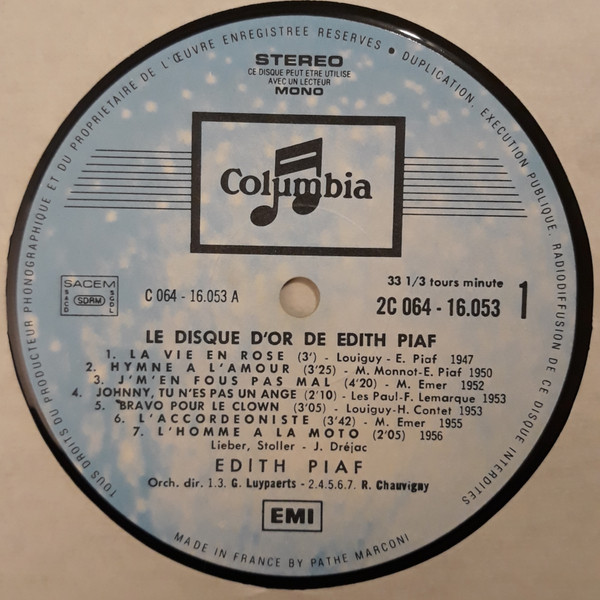 TOUS DROITS DU PRODUCTEUR PHONOGRAPHIQUE ET DU PROPRIETAIRE DE L'ŒUVRE ENREGISTREE RESERVES • DUPLICATION, EXECUTION PUBLIQUE, RADIODIFFUSION DE CE DISQUE INTERDITES
STEREO
CE DISQUE PEUT ETRE UTILISE
AVEC UN LECTEUR
MONO
Columbia
SACEM
SACD SDRM SGDL
C 064 - 16.053 A
33 1/3 tours minute
2C 064 - 16.053 1
LE DISQUE D'OR DE EDITH PIAF
1. LA VIE EN ROSE (3') - Louiguy - E. Piaf 1947
2. HYMNE A L'AMOUR (3'25) - M. Monnot-E. Piaf 1950
3. J'M'EN FOUS PAS MAL (4'20) - M. Emer 1952
4. JOHNNY, TU N'ES PAS UN ANGE (2'10) - Les Paul-F. Lemarque 1953
5. BRAVO POUR LE CLOWN (3'05) - Louiguy-H. Contet 1953
6. L'ACCORDEONISTE (3'42) - M. Emer 1955
7. L'HOMME A LA MOTO (2'05) 1956
Lieber, Stoller - J. Dréjac
EDITH PIAF
Orch. dir. 1.3. G. Luypaerts - 2.4.5.6.7. R. Chauvigny
EMI
MADE IN FRANCE BY PATHE MARCONI